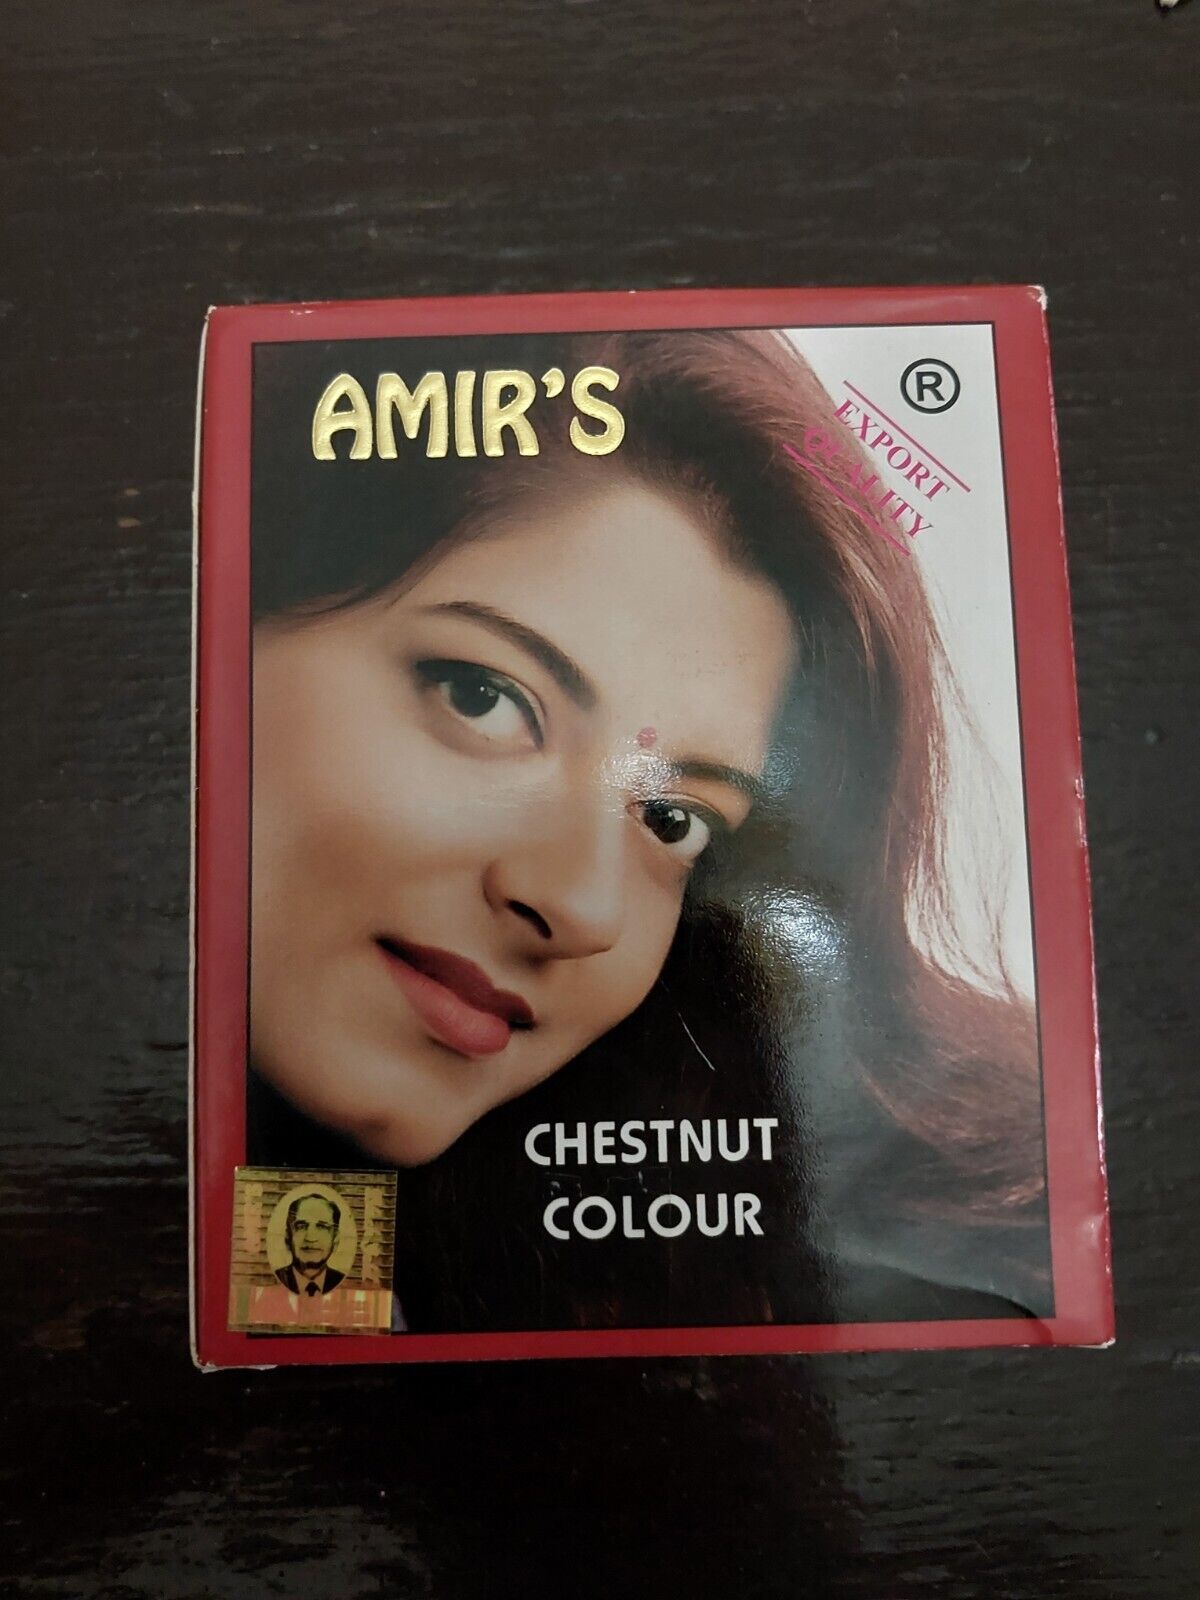 AMIR'S
®
EXPORT
QUALITY
CHESTNUT
COLOUR